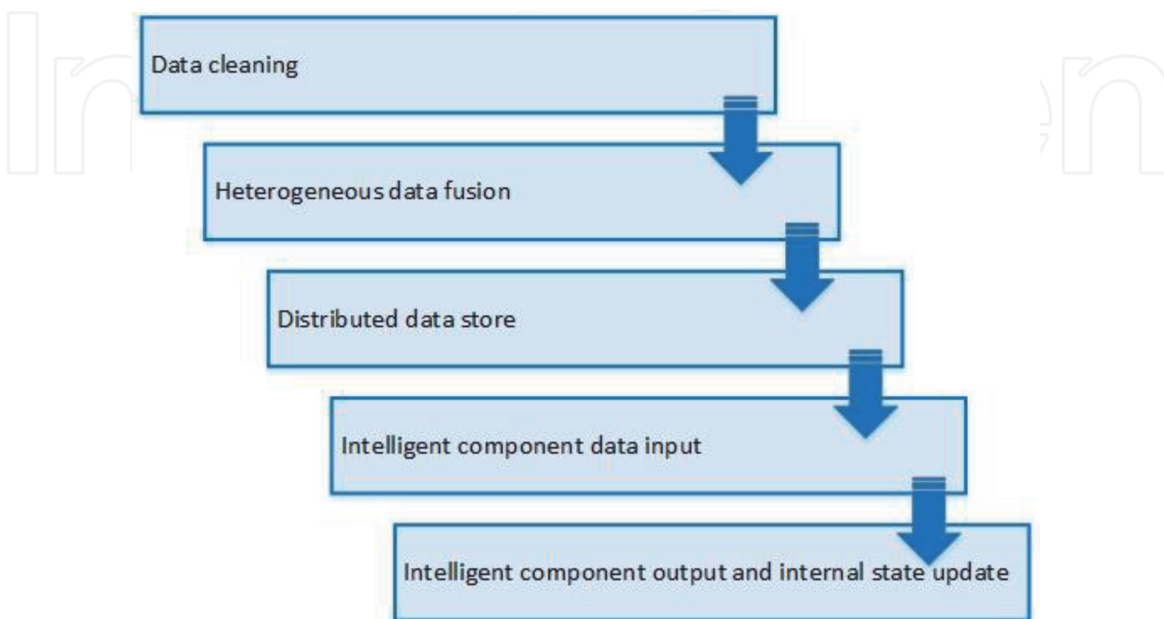 Data cleaning
Heterogeneous data fusion
Distributed data store
Intelligent component data input
Intelligent component output and internal state update